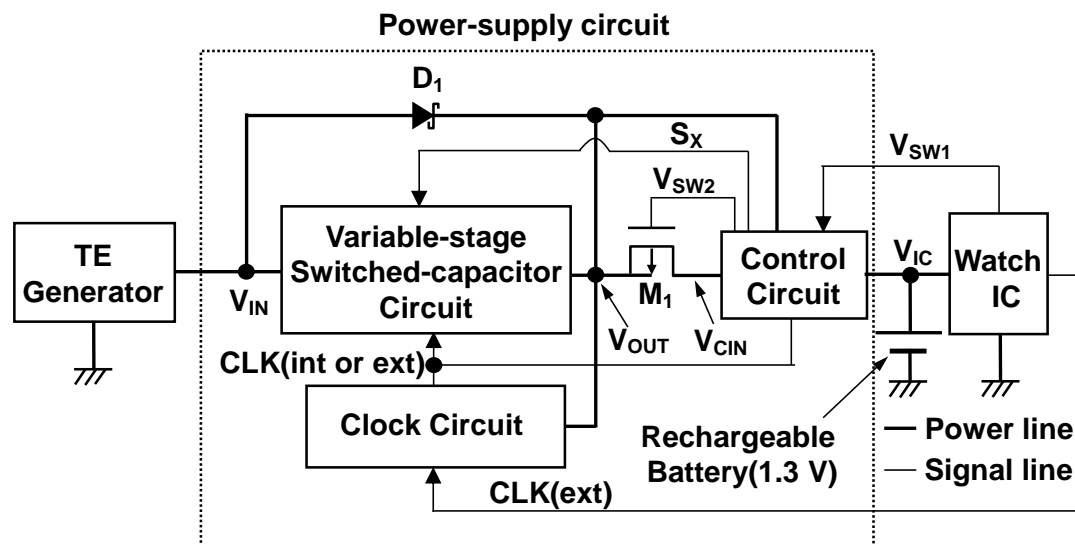 Power-supply circuit
D1
SX
VSW1
VSW2
TE
Generator
Variable-stage
Switched-capacitor
Circuit
Control
Circuit
Watch
IC
VIC
VIN
M1
VOUT
VCIN
CLK(int or ext)
Clock Circuit
Rechargeable
Battery(1.3 V)
Power line
Signal line
CLK(ext)